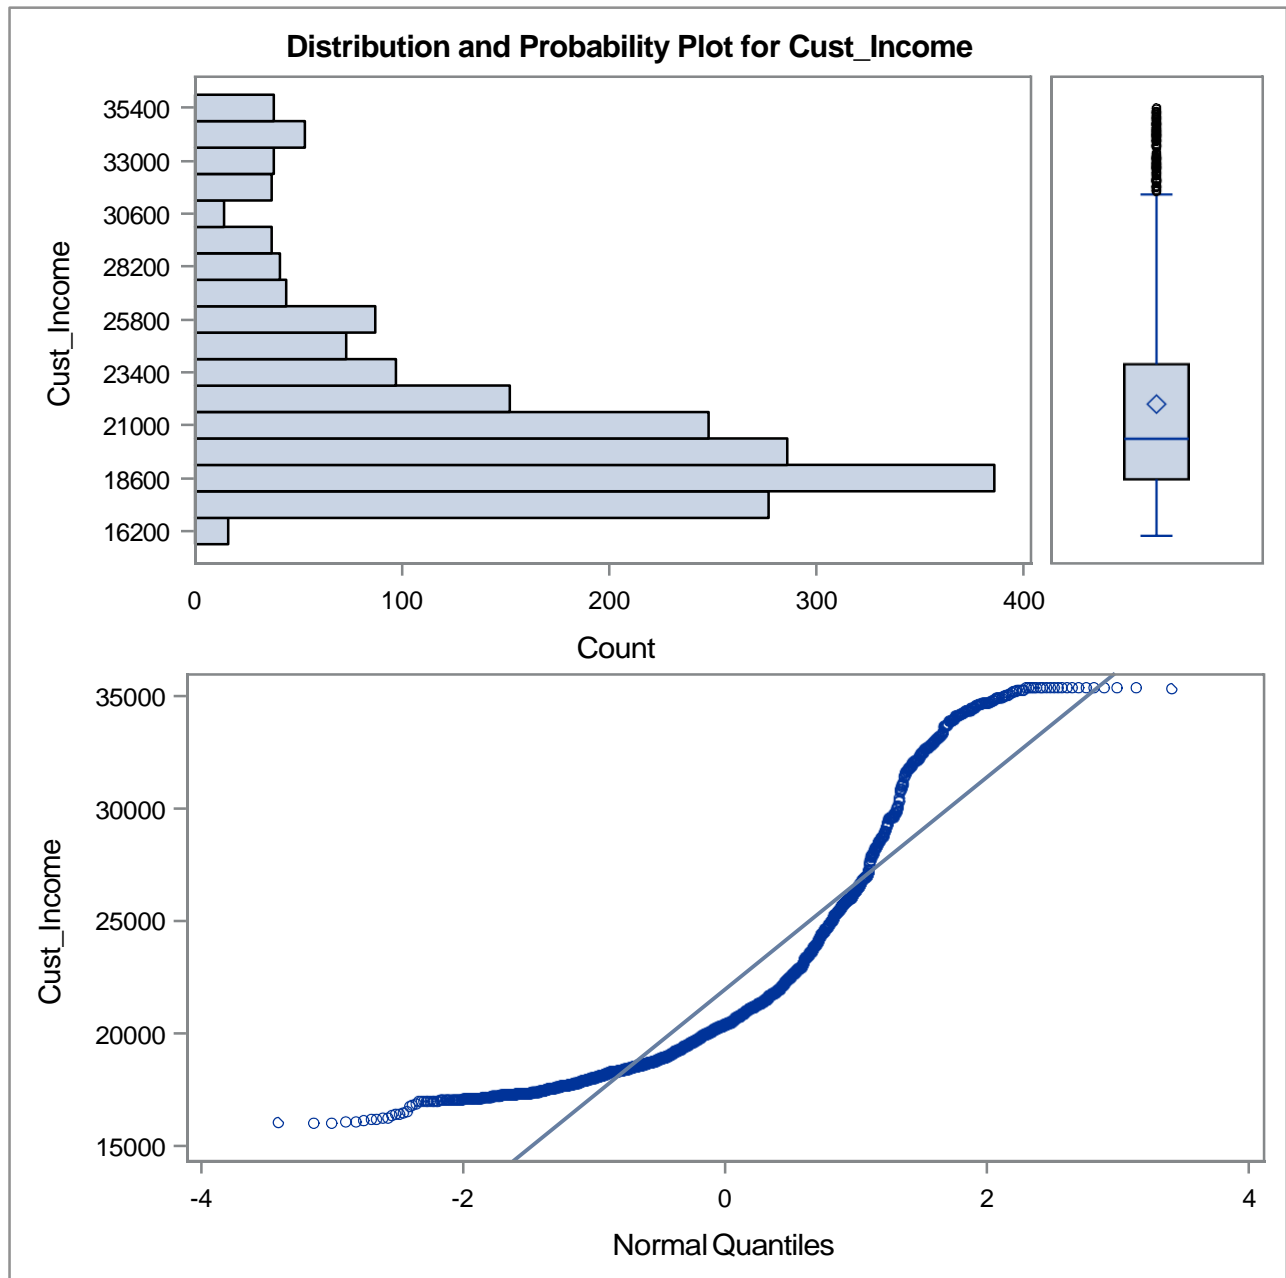 Distribution and Probability Plot for Cust_Income
Cust_Income
35400
33000
30600
28200
25800
23400
21000
18600
16200
0 100 200 300 400
Count
Cust_Income
35000
30000
25000
20000
15000
-4 -2 0 2 4
Normal Quantiles